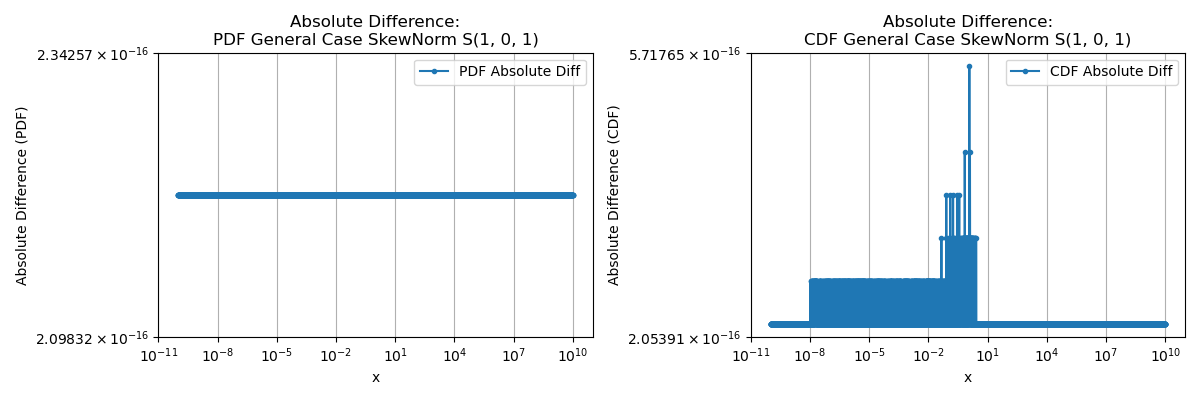 Absolute Difference:
PDF General Case SkewNorm S(1, 0, 1)
2.34257 × 10⁻¹⁶
PDF Absolute Diff
Absolute Difference (PDF)
2.09832 × 10⁻¹⁶
10⁻¹¹ 10⁻⁸ 10⁻⁵ 10⁻² 10¹ 10⁴ 10⁷ 10¹⁰
x
Absolute Difference:
CDF General Case SkewNorm S(1, 0, 1)
5.71765 × 10⁻¹⁶
CDF Absolute Diff
Absolute Difference (CDF)
2.05391 × 10⁻¹⁶
10⁻¹¹ 10⁻⁸ 10⁻⁵ 10⁻² 10¹ 10⁴ 10⁷ 10¹⁰
x